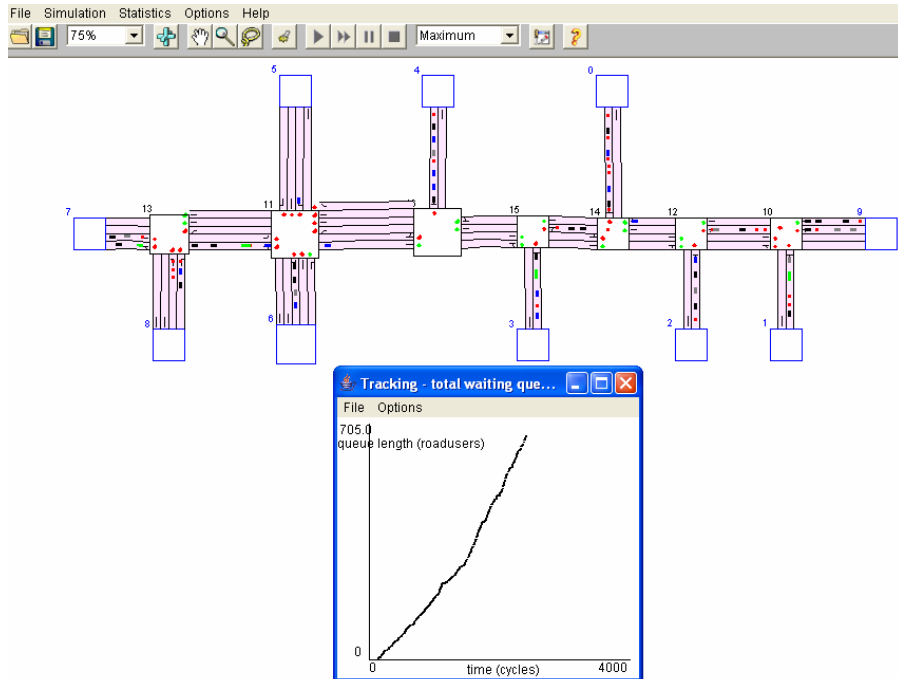 File Simulation Statistics Options Help
75% Maximum
5 4 0
7 13 11 15 14 12 10 9
8 6 3 2 1
Tracking - total waiting que...
File Options
705.0
queue length (roadusers)
0
0 time (cycles) 4000